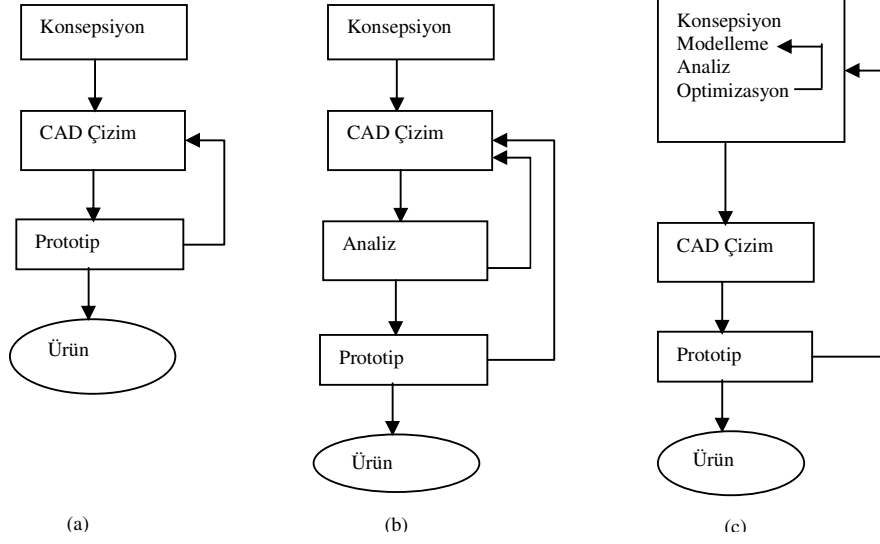 Konsepsiyon
CAD Çizim
Prototip
Ürün
(a)
Konsepsiyon
CAD Çizim
Analiz
Prototip
Ürün
(b)
Konsepsiyon
Modelleme
Analiz
Optimizasyon
CAD Çizim
Prototip
Ürün
(c)